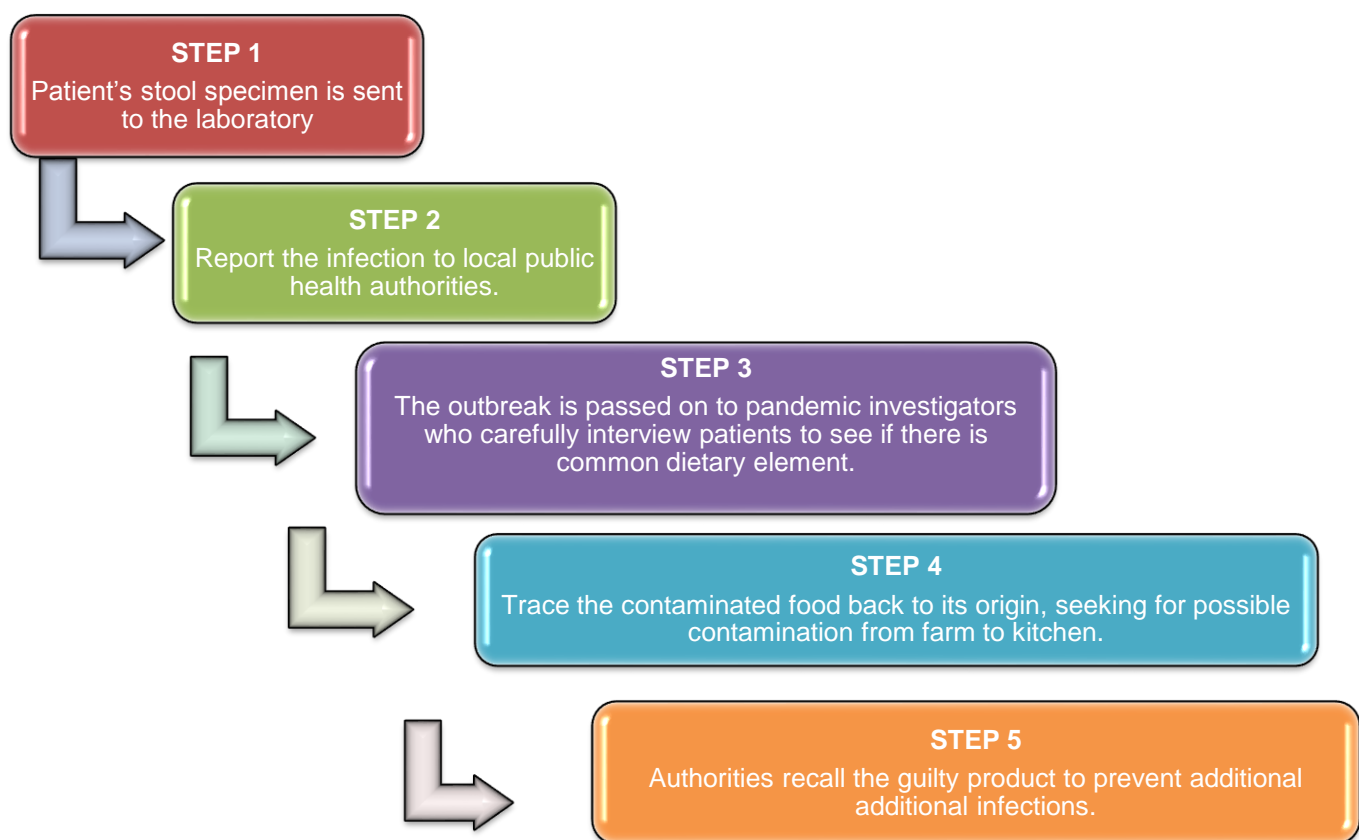 STEP 1
Patient’s stool specimen is sent
to the laboratory
STEP 2
Report the infection to local public
health authorities.
STEP 3
The outbreak is passed on to pandemic investigators
who carefully interview patients to see if there is
common dietary element.
STEP 4
Trace the contaminated food back to its origin, seeking for possible
contamination from farm to kitchen.
STEP 5
Authorities recall the guilty product to prevent additional
additional infections.